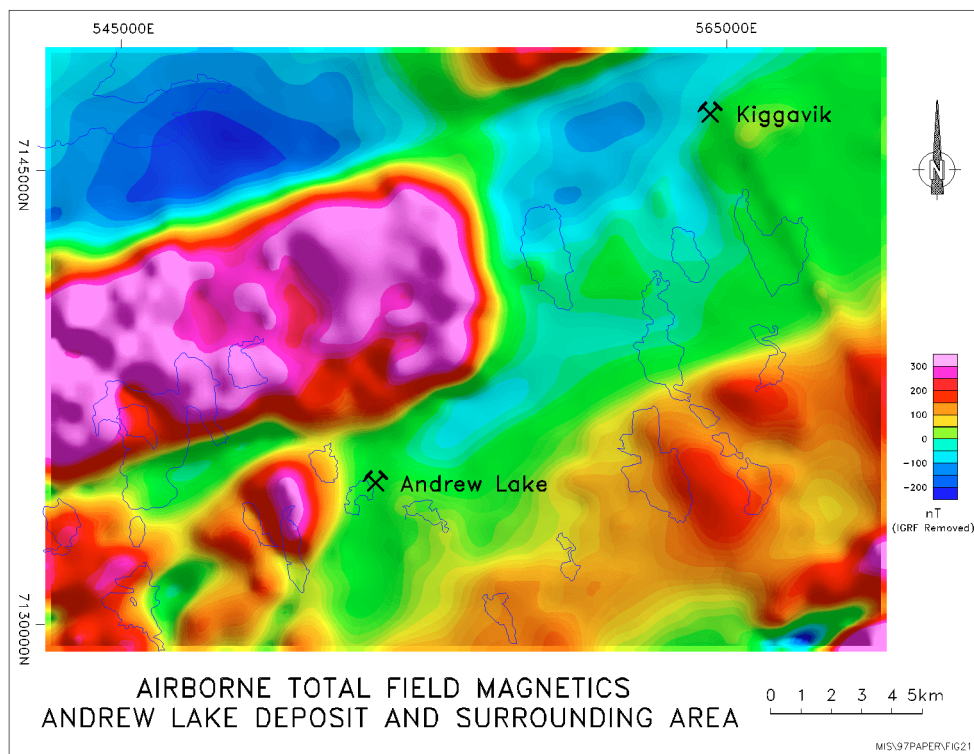 545000E
565000E
Kiggavik
7145000N
N
Andrew Lake
300
200
100
0
-100
-200
nT
(IGRF Removed)
7130000N
AIRBORNE TOTAL FIELD MAGNETICS
ANDREW LAKE DEPOSIT AND SURROUNDING AREA
0 1 2 3 4 5km
MIS\97PAPER\FIG21